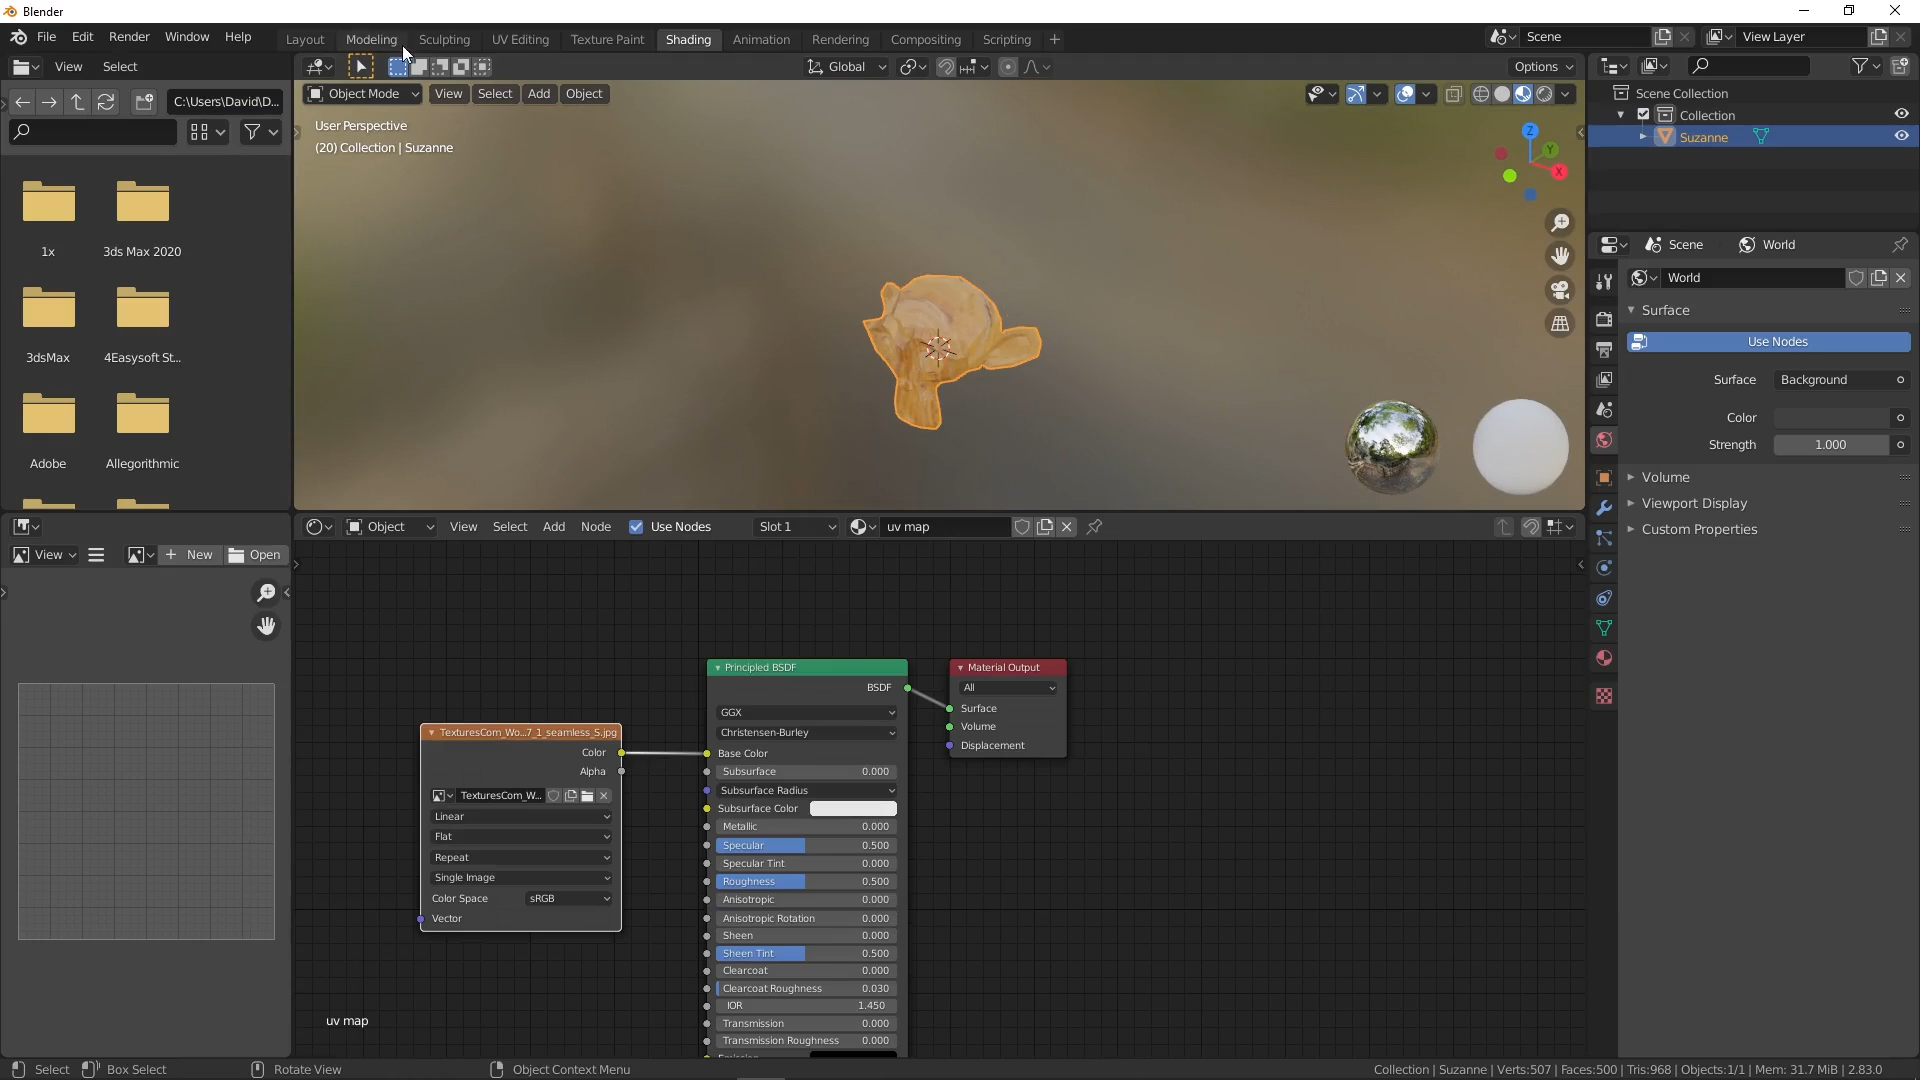 Blender
File Edit Render Window Help Layout Modeling Sculpting UV Editing Texture Paint Shading Animation Rendering Compositing Scripting + Scene View Layer
View Select Global Options
C:\Users\David\D...
Object Mode View Select Add Object
User Perspective
(20) Collection | Suzanne
1x 3ds Max 2020
3dsMax 4Easysoft St...
Adobe Allegorithmic
Z
Y
X
Scene Collection
Collection
Suzanne
Scene World
World
Surface
Use Nodes
Surface Background
Color
Strength 1.000
Volume
Viewport Display
Custom Properties
Object View Select Add Node Use Nodes Slot 1 uv map
View + New Open
TexturesCom_Wo...7_1_seamless_S.jpg
Color
Alpha
TexturesCom_W...
Linear
Flat
Repeat
Single Image
Color Space sRGB
Vector
Principled BSDF
BSDF
GGX
Christensen-Burley
Base Color
Subsurface 0.000
Subsurface Radius
Subsurface Color
Metallic 0.000
Specular 0.500
Specular Tint 0.000
Roughness 0.500
Anisotropic 0.000
Anisotropic Rotation 0.000
Sheen 0.000
Sheen Tint 0.500
Clearcoat 0.000
Clearcoat Roughness 0.030
IOR 1.450
Transmission 0.000
Transmission Roughness 0.000
Material Output
All
Surface
Volume
Displacement
uv map
Select Box Select Rotate View Object Context Menu Collection | Suzanne | Verts:507 | Faces:500 | Tris:968 | Objects:1/1 | Mem: 31.7 MiB | 2.83.0